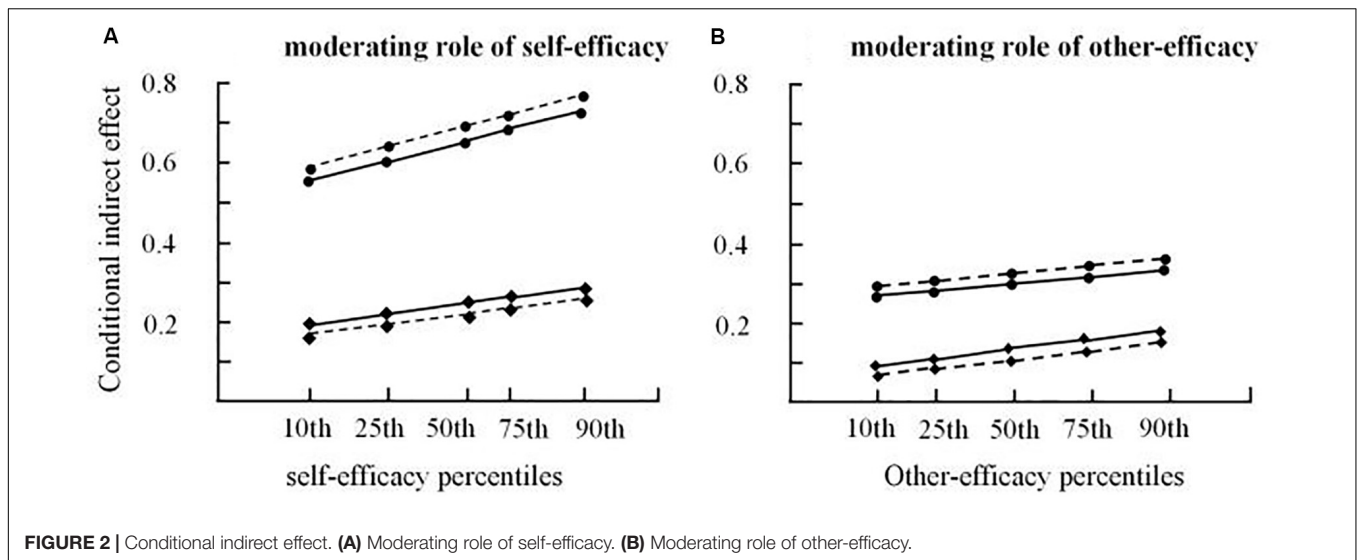 A
moderating role of self-efficacy
Conditional indirect effect
0.8
0.6
0.4
0.2
10th 25th 50th 75th 90th
self-efficacy percentiles
B
moderating role of other-efficacy
0.8
0.6
0.4
0.2
10th 25th 50th 75th 90th
Other-efficacy percentiles
FIGURE 2 | Conditional indirect effect. (A) Moderating role of self-efficacy. (B) Moderating role of other-efficacy.